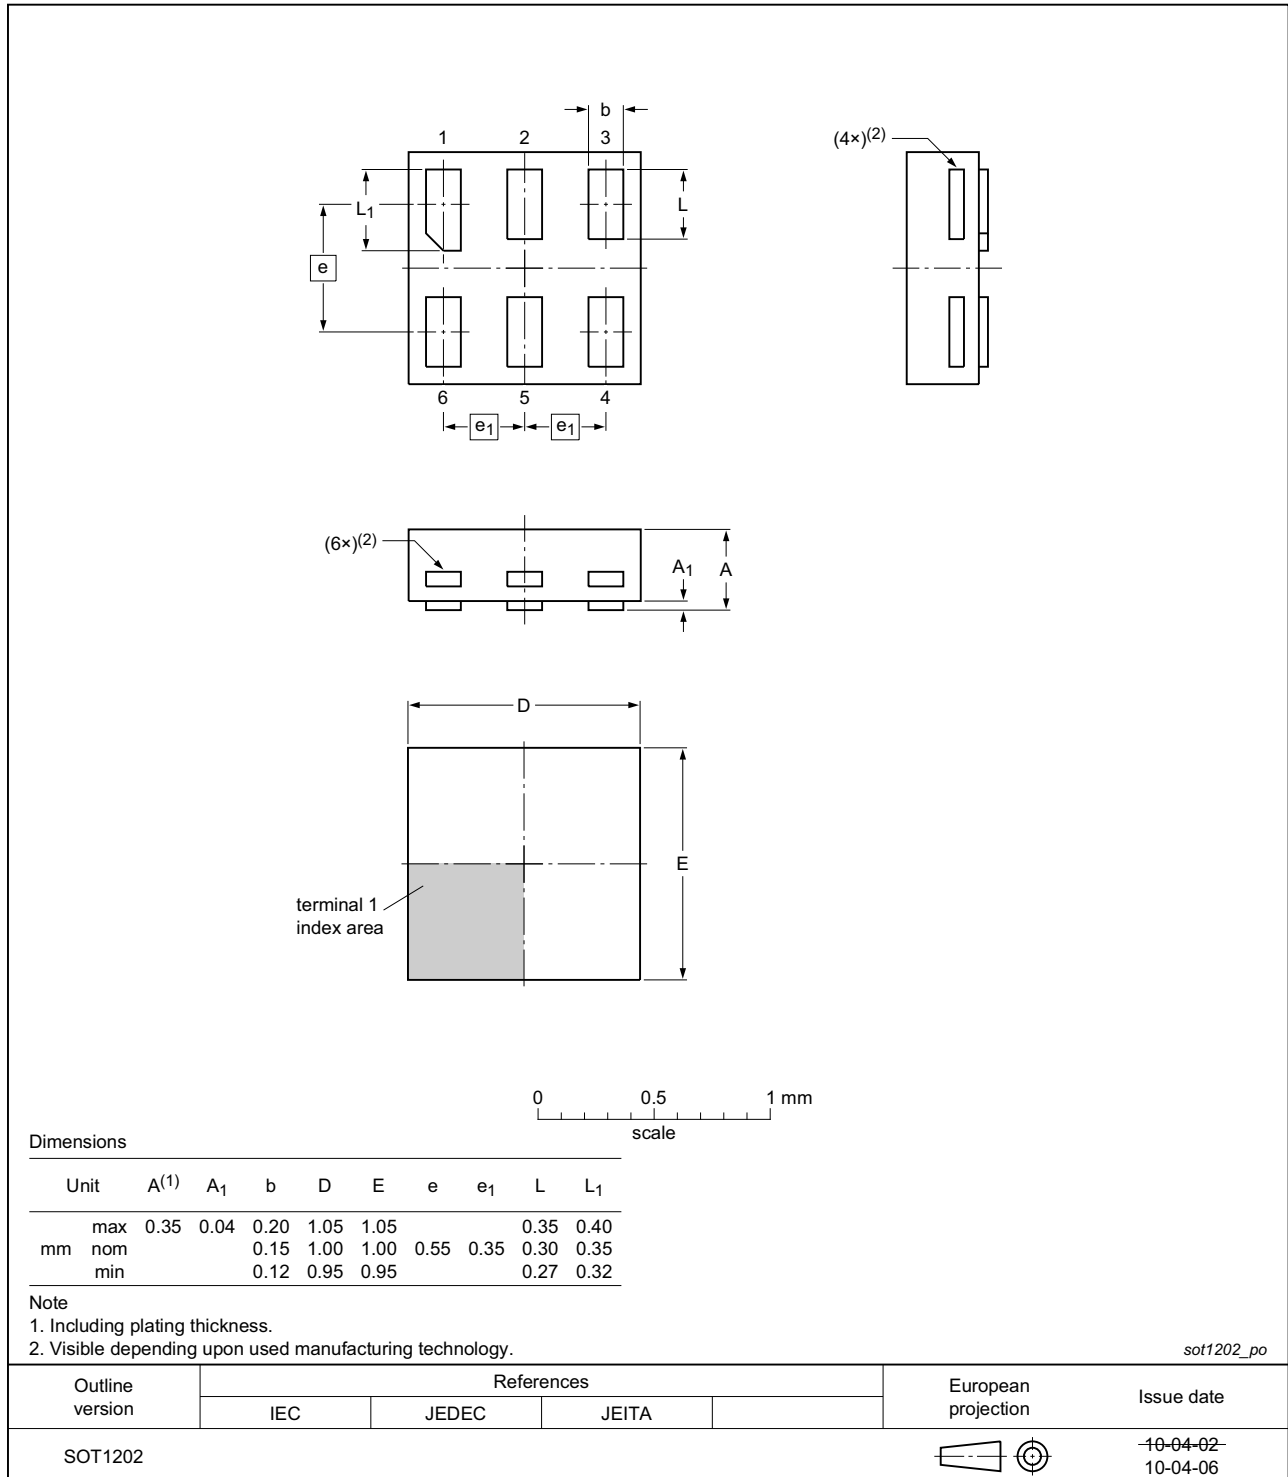 b
1 2 3
(4×)(2)
L1
L
e
6 5 4
e1 e1
(6×)(2)
A1 A
D
E
terminal 1
index area
0 0.5 1 mm
scale
Dimensions
Unit A(1) A1 b D E e e1 L L1
max 0.35 0.04 0.20 1.05 1.05 0.35 0.40
mm nom 0.15 1.00 1.00 0.55 0.35 0.30 0.35
min 0.12 0.95 0.95 0.27 0.32
Note
1. Including plating thickness.
2. Visible depending upon used manufacturing technology.
sot1202_po
Outline
version
References
IEC JEDEC JEITA
European
projection
Issue date
SOT1202
10-04-02
10-04-06